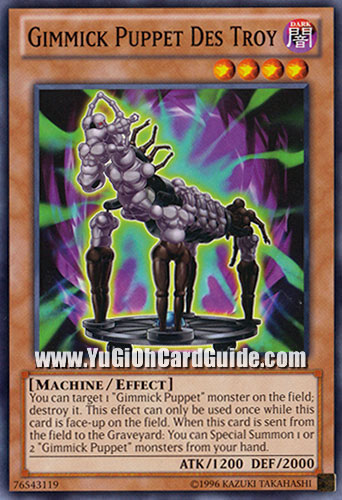 Gimmick Puppet Des Troy
DARK
闇
www.YuGiOhCardGuide.com
[Machine / Effect]
You can target 1 "Gimmick Puppet" monster on the field;
destroy it. This effect can only be used once while this
card is face-up on the field. When this card is sent from
the field to the Graveyard: You can Special Summon 1 or
2 "Gimmick Puppet" monsters from your hand.
ATK/1200 DEF/2000
76543119
©1996 KAZUKI TAKAHASHI